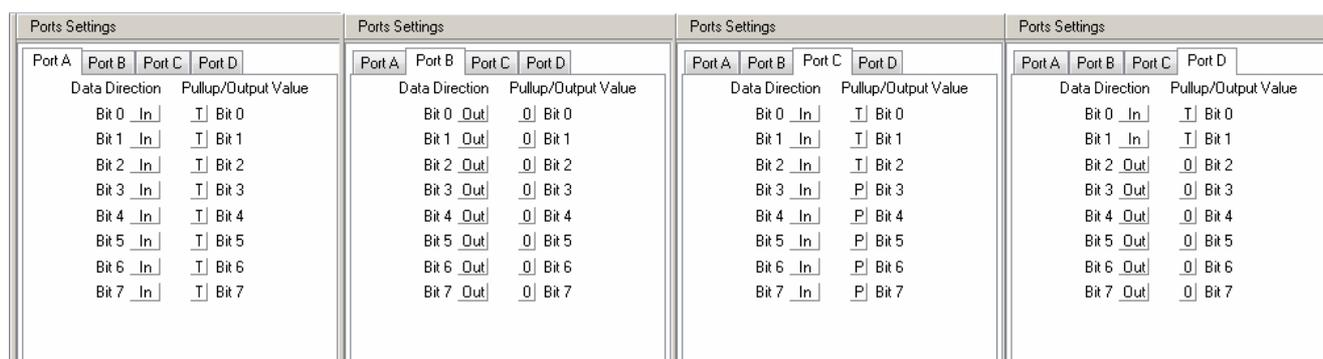 Ports Settings
Port A Port B Port C Port D
Data Direction Pullup/Output Value
Bit 0 In T Bit 0
Bit 1 In T Bit 1
Bit 2 In T Bit 2
Bit 3 In T Bit 3
Bit 4 In T Bit 4
Bit 5 In T Bit 5
Bit 6 In T Bit 6
Bit 7 In T Bit 7
Ports Settings
Port A Port B Port C Port D
Data Direction Pullup/Output Value
Bit 0 Out 0 Bit 0
Bit 1 Out 0 Bit 1
Bit 2 Out 0 Bit 2
Bit 3 Out 0 Bit 3
Bit 4 Out 0 Bit 4
Bit 5 Out 0 Bit 5
Bit 6 Out 0 Bit 6
Bit 7 Out 0 Bit 7
Ports Settings
Port A Port B Port C Port D
Data Direction Pullup/Output Value
Bit 0 In T Bit 0
Bit 1 In T Bit 1
Bit 2 In T Bit 2
Bit 3 In P Bit 3
Bit 4 In P Bit 4
Bit 5 In P Bit 5
Bit 6 In P Bit 6
Bit 7 In P Bit 7
Ports Settings
Port A Port B Port C Port D
Data Direction Pullup/Output Value
Bit 0 In T Bit 0
Bit 1 In T Bit 1
Bit 2 Out 0 Bit 2
Bit 3 Out 0 Bit 3
Bit 4 Out 0 Bit 4
Bit 5 Out 0 Bit 5
Bit 6 Out 0 Bit 6
Bit 7 Out 0 Bit 7